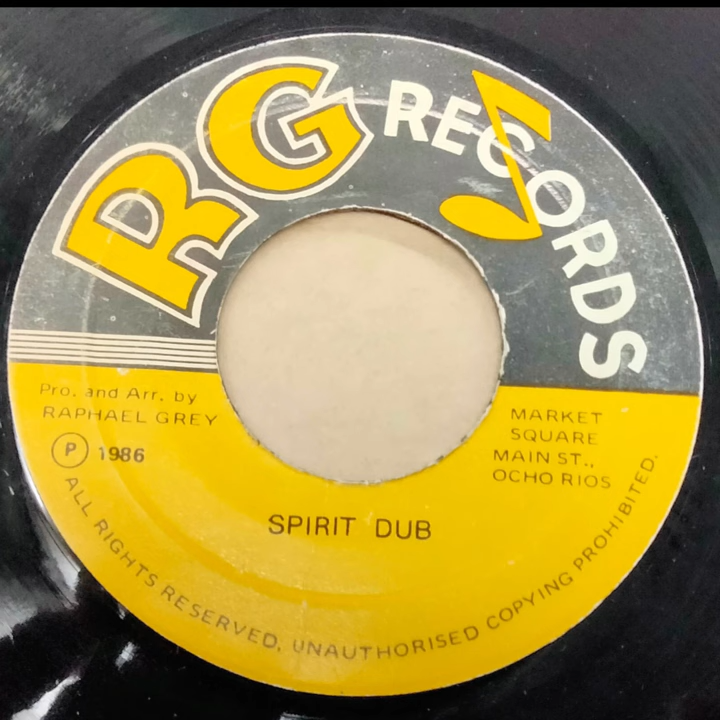 RG RECORDS
Pro. and Arr. by
RAPHAEL GREY
Ⓟ 1986
MARKET
SQUARE
MAIN ST.,
OCHO RIOS
SPIRIT DUB
ALL RIGHTS RESERVED, UNAUTHORISED COPYING PROHIBITED.